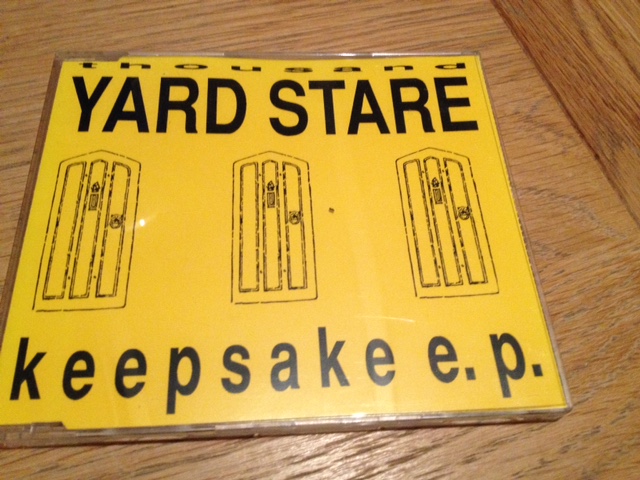 thousand
YARD STARE
keepsake e.p.